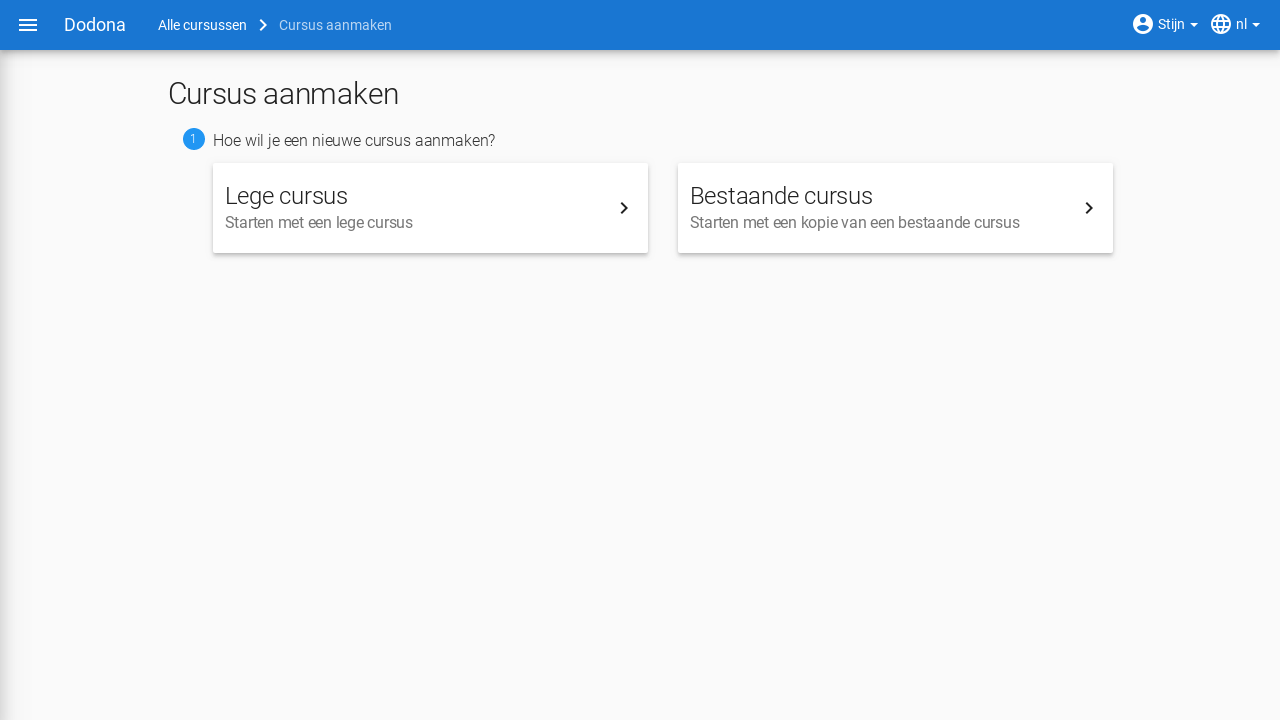 Dodona
Alle cursussen
Cursus aanmaken
Stijn
nl
Cursus aanmaken
1
Hoe wil je een nieuwe cursus aanmaken?
Lege cursus
Starten met een lege cursus
Bestaande cursus
Starten met een kopie van een bestaande cursus